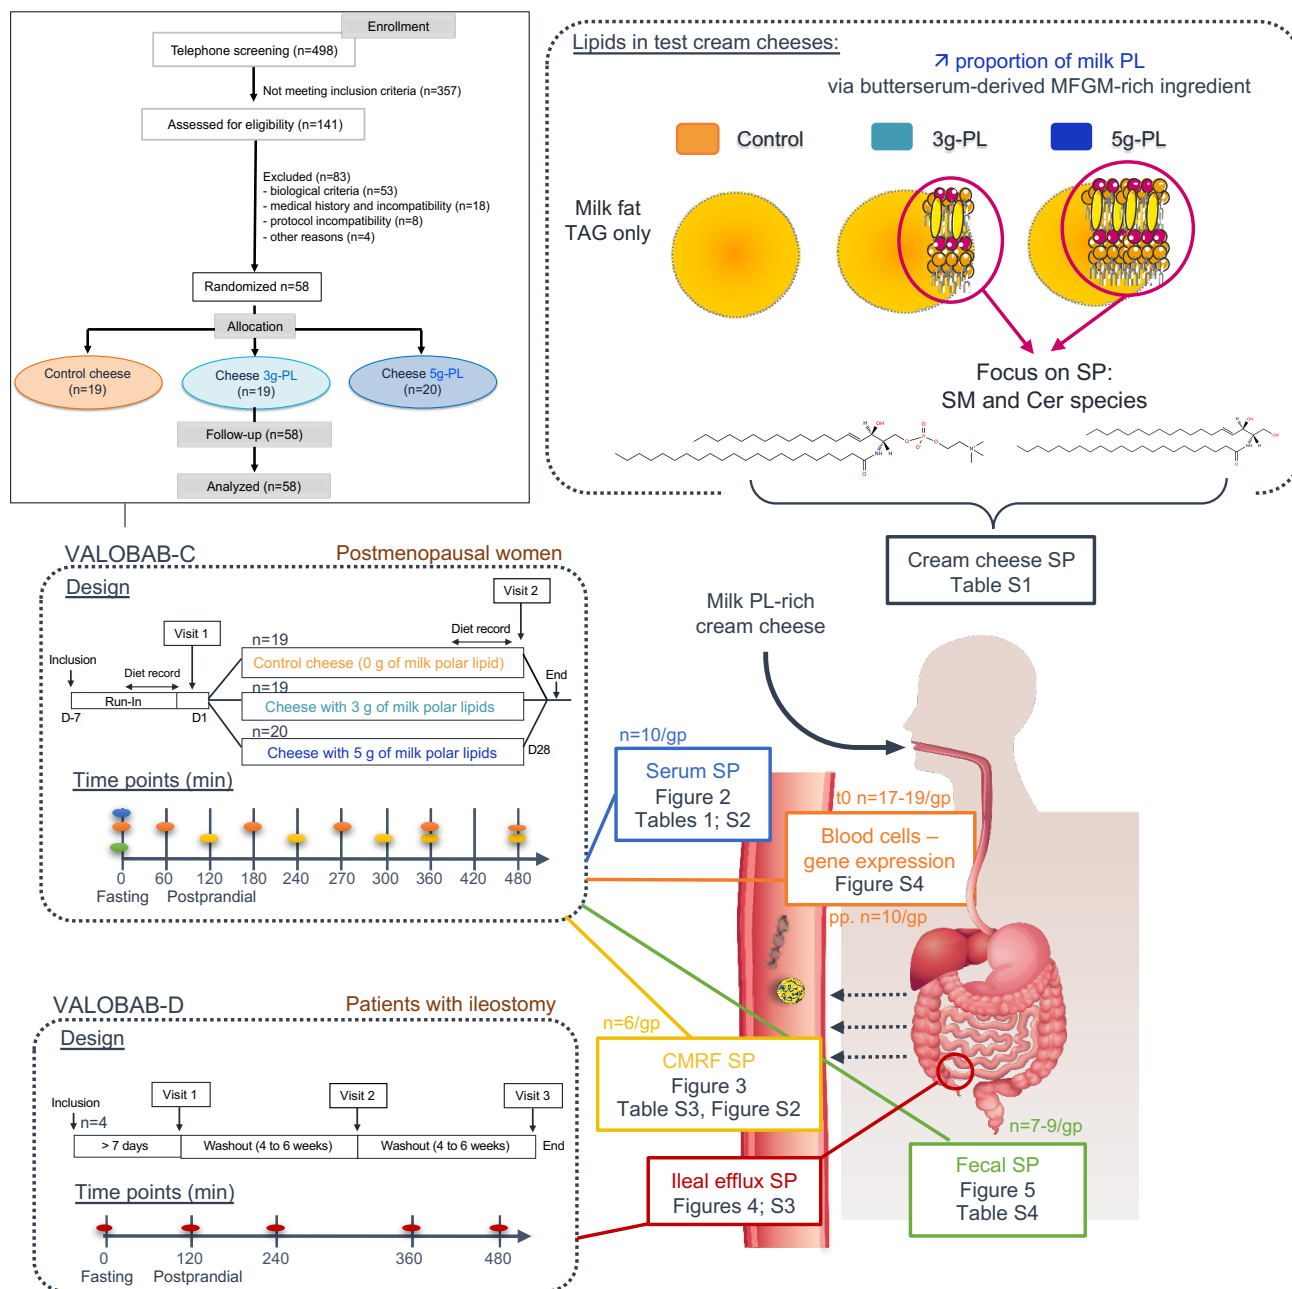 Enrollment
Telephone screening (n=498)
Not meeting inclusion criteria (n=357)
Assessed for eligibility (n=141)
Excluded (n=83)
- biological criteria (n=53)
- medical history and incompatibility (n=18)
- protocol incompatibility (n=8)
- other reasons (n=4)
Randomized n=58
Allocation
Control cheese
(n=19)
Cheese 3g-PL
(n=19)
Cheese 5g-PL
(n=20)
Follow-up (n=58)
Analyzed (n=58)
Lipids in test cream cheeses:
↗ proportion of milk PL
via butterserum-derived MFGM-rich ingredient
Control
3g-PL
5g-PL
Milk fat
TAG only
Focus on SP:
SM and Cer species
H
OH
O
O
P
O
O⁻
N⁺
NH
H
O
H
OH
OH
NH
H
O
Cream cheese SP
Table S1
VALOBAB-C
Postmenopausal women
Design
Visit 2
Visit 1
Diet record
n=19
Inclusion
Diet record
Control cheese (0 g of milk polar lipid)
End
n=19
Run-In
Cheese with 3 g of milk polar lipids
D-7
D1
n=20
Cheese with 5 g of milk polar lipids
D28
Time points (min)
0
60
120
180
240
270
300
360
420
480
Fasting
Postprandial
Milk PL-rich
cream cheese
n=10/gp
Serum SP
Figure 2
Tables 1; S2
t0 n=17-19/gp
Blood cells –
gene expression
Figure S4
pp. n=10/gp
n=6/gp
CMRF SP
Figure 3
Table S3, Figure S2
n=7-9/gp
Fecal SP
Figure 5
Table S4
Ileal efflux SP
Figures 4; S3
VALOBAB-D
Patients with ileostomy
Design
Visit 1
Visit 2
Visit 3
Inclusion
n=4
> 7 days
Washout (4 to 6 weeks)
Washout (4 to 6 weeks)
End
Time points (min)
0
120
240
360
480
Fasting
Postprandial